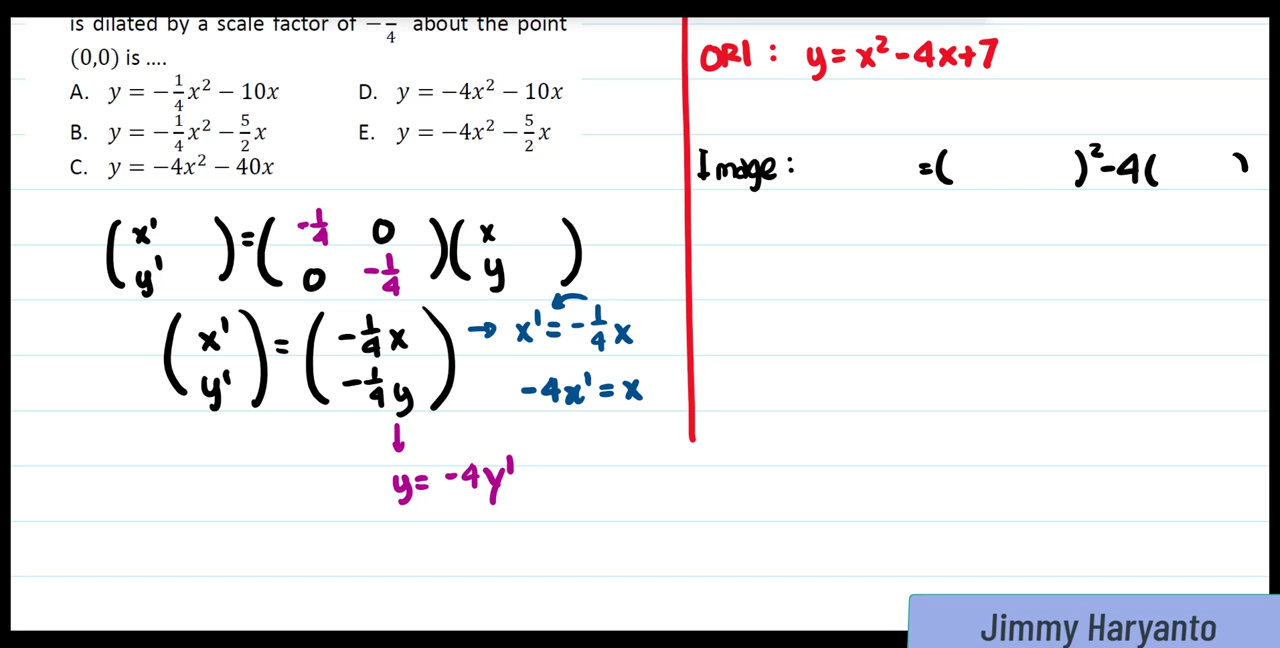 is dilated by a scale factor of −-/4 about the point
(0,0) is ....
A. y = −1/4x² − 10x
D. y = −4x² − 10x
B. y = −1/4x² − 5/2x
E. y = −4x² − 5/2x
C. y = −4x² − 40x
(x' y') = (-1/4 0 0 -1/4)(x y)
(x' y') = (-1/4x -1/4y) → x' = -1/4x
-4x' = x
↓
y = -4y'
ORI : y = x² - 4x + 7
Image : = ( )² - 4( )
Jimmy Haryanto